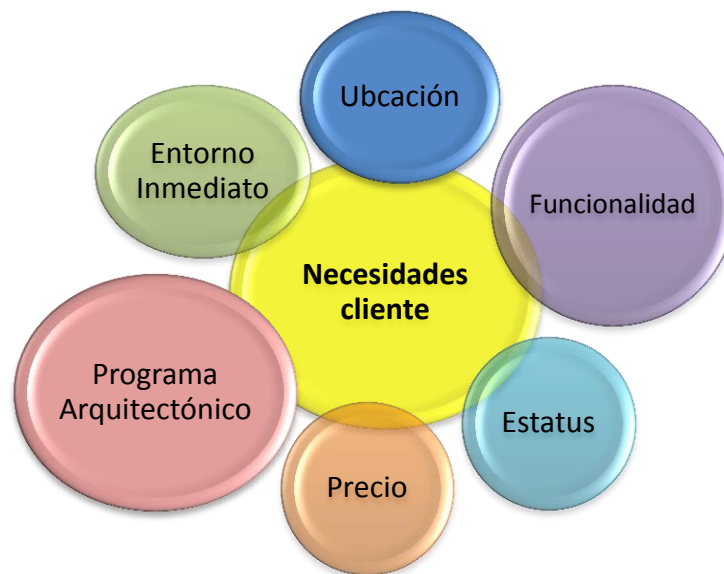 Ubcación
Entorno
Inmediato
Funcionalidad
Necesidades
cliente
Programa
Arquitectónico
Estatus
Precio